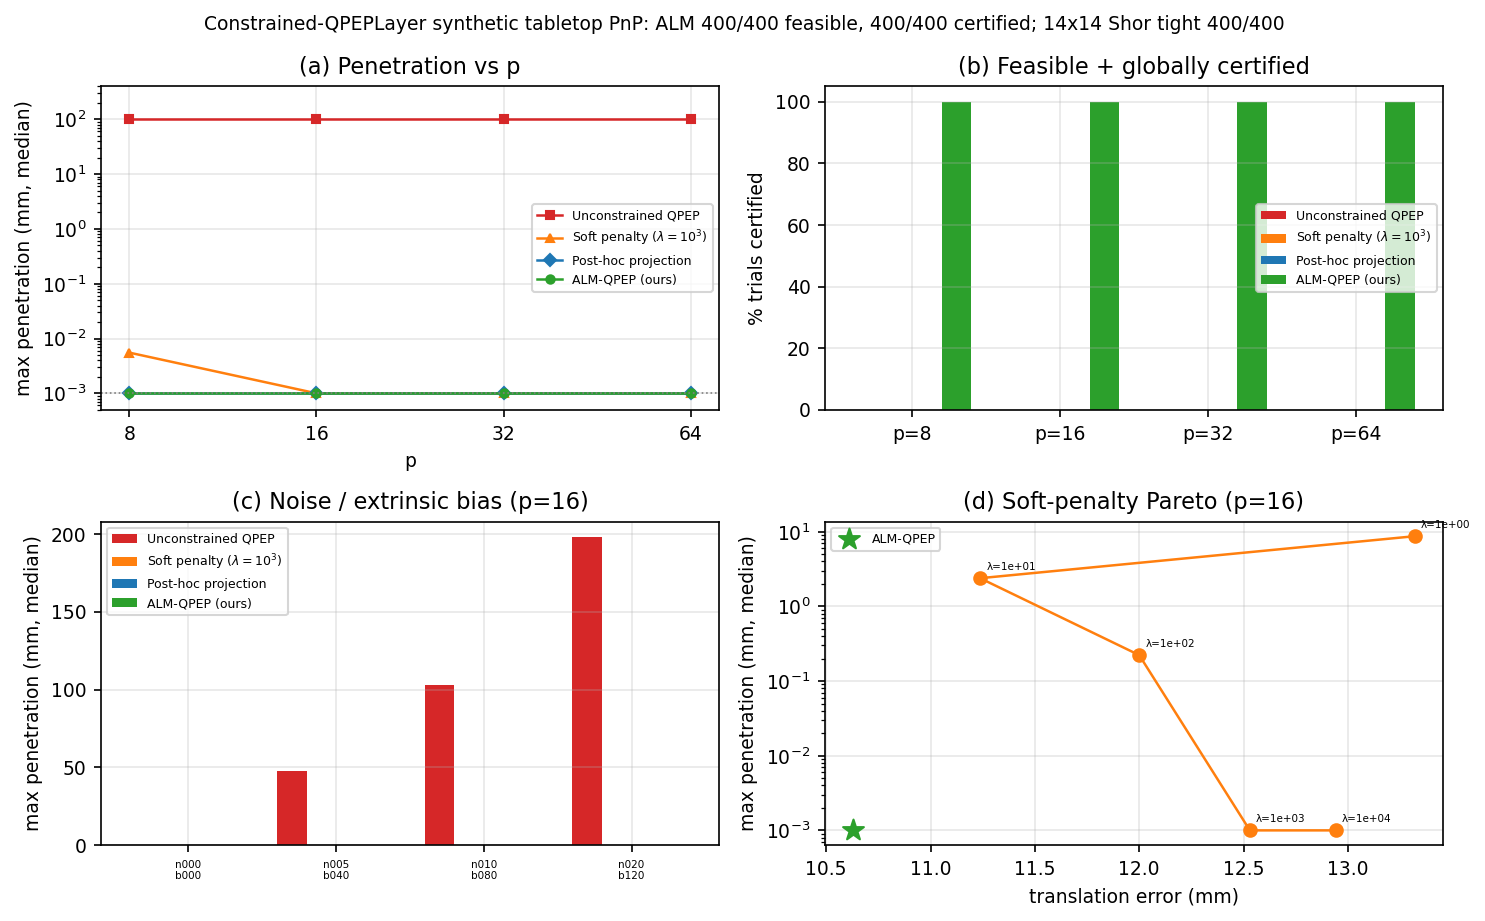 Constrained-QPEPLayer synthetic tabletop PnP: ALM 400/400 feasible, 400/400 certified; 14x14 Shor tight 400/400
(a) Penetration vs p
max penetration (mm, median)
10²
10¹
10⁰
10⁻¹
10⁻²
10⁻³
8 16 32 64
p
Unconstrained QPEP
Soft penalty (λ = 10³)
Post-hoc projection
ALM-QPEP (ours)
(b) Feasible + globally certified
% trials certified
100
80
60
40
20
0
p=8 p=16 p=32 p=64
Unconstrained QPEP
Soft penalty (λ = 10³)
Post-hoc projection
ALM-QPEP (ours)
(c) Noise / extrinsic bias (p=16)
max penetration (mm, median)
200
150
100
50
0
n000 n005 n010 n020
b000 b040 b080 b120
Unconstrained QPEP
Soft penalty (λ = 10³)
Post-hoc projection
ALM-QPEP (ours)
(d) Soft-penalty Pareto (p=16)
max penetration (mm, median)
10¹
10⁰
10⁻¹
10⁻²
10⁻³
ALM-QPEP
λ=1e+00
λ=1e+01
λ=1e+02
λ=1e+03
λ=1e+04
10.5 11.0 11.5 12.0 12.5 13.0
translation error (mm)